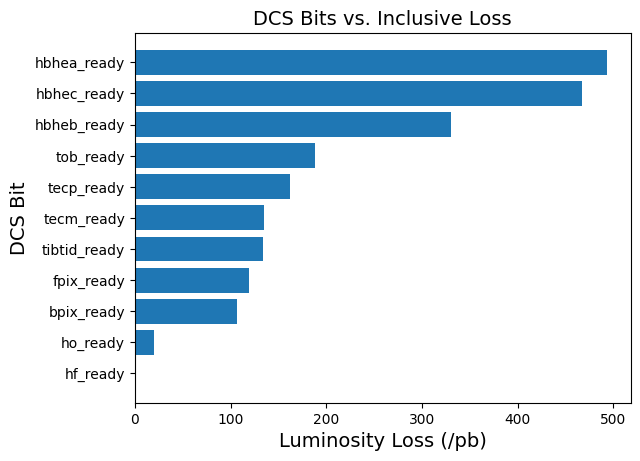 DCS Bits vs. Inclusive Loss
DCS Bit
hbhea_ready
hbhec_ready
hbheb_ready
tob_ready
tecp_ready
tecm_ready
tibtid_ready
fpix_ready
bpix_ready
ho_ready
hf_ready
0 100 200 300 400 500
Luminosity Loss (/pb)